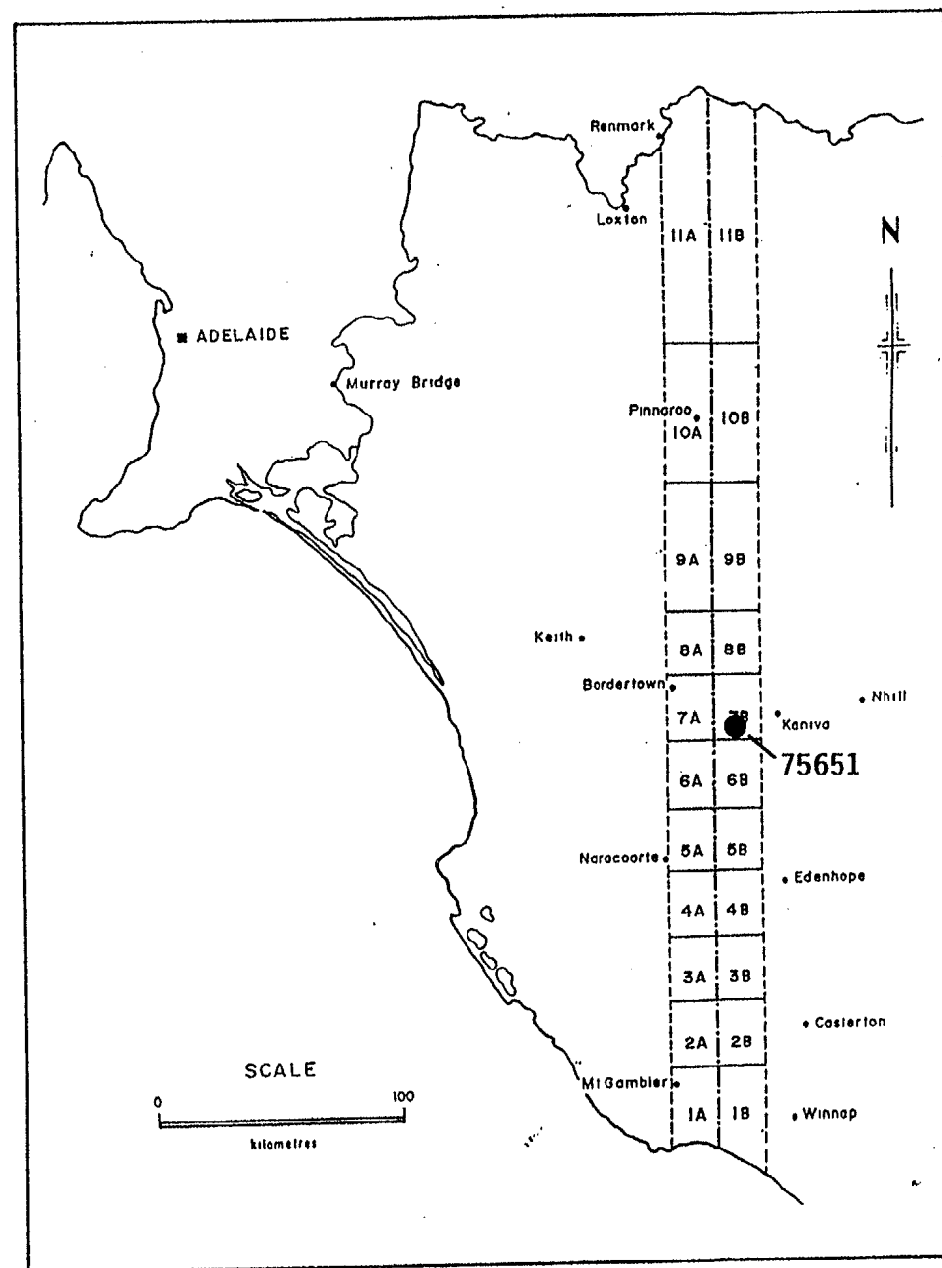 Renmark
Loxton
11A 11B
N
ADELAIDE
Murray Bridge
Pinnaroo
10A 10B
9A 9B
Keith
8A 8B
Bordertown
Nhill
7A 7B
Kaniva
75651
6A 6B
Naracoorte
5A 5B
Edenhope
4A 4B
3A 3B
Casterton
2A 2B
SCALE
Mt Gambier
0 100
1A 1B
Winnap
kilometres